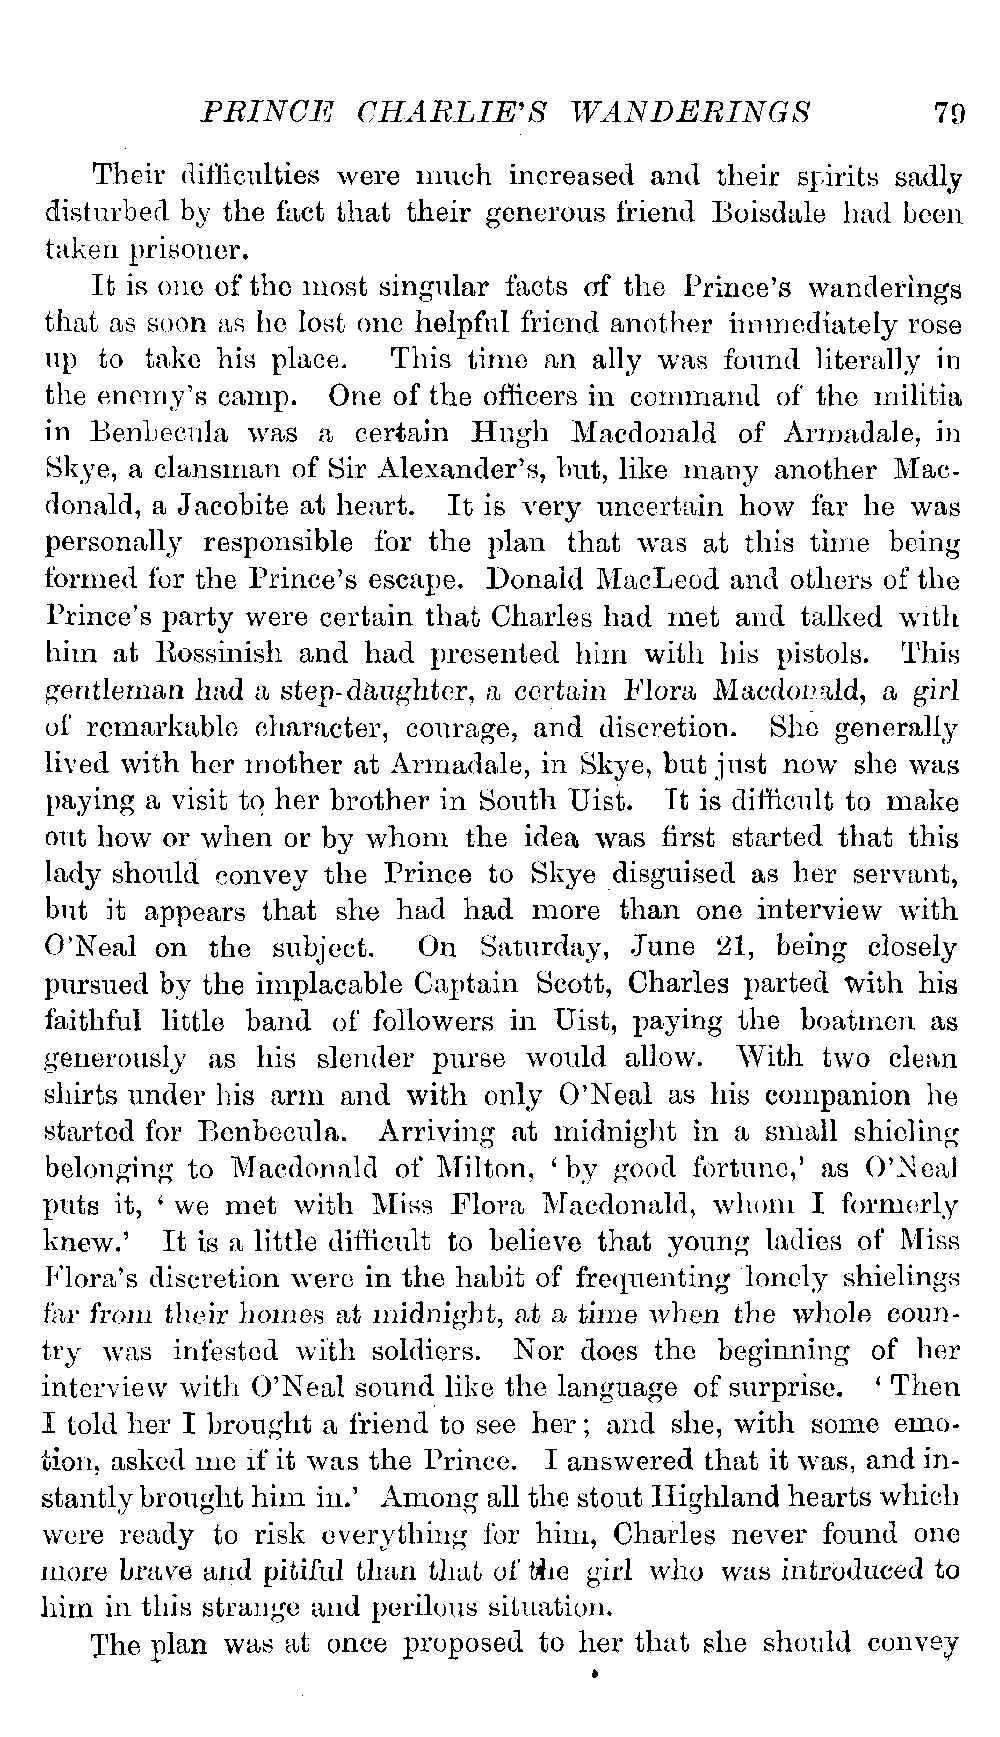 PRINCE CHARLIE'S WANDERINGS 79
Their difficulties were much increased and their spirits sadly
disturbed by the fact that their generous friend Boisdale had been
taken prisoner.
It is one of the most singular facts of the Prince's wanderings
that as soon as he lost one helpful friend another immediately rose
up to take his place. This time an ally was found literally in
the enemy's camp. One of the officers in command of the militia
in Benbecula was a certain Hugh Macdonald of Armadale, in
Skye, a clansman of Sir Alexander's, but, like many another Mac-
donald, a Jacobite at heart. It is very uncertain how far he was
personally responsible for the plan that was at this time being
formed for the Prince's escape. Donald MacLeod and others of the
Prince's party were certain that Charles had met and talked with
him at Rossinish and had presented him with his pistols. This
gentleman had a step-daughter, a certain Flora Macdonald, a girl
of remarkable character, courage, and discretion. She generally
lived with her mother at Armadale, in Skye, but just now she was
paying a visit to her brother in South Uist. It is difficult to make
out how or when or by whom the idea was first started that this
lady should convey the Prince to Skye disguised as her servant,
but it appears that she had had more than one interview with
O'Neal on the subject. On Saturday, June 21, being closely
pursued by the implacable Captain Scott, Charles parted with his
faithful little band of followers in Uist, paying the boatmen as
generously as his slender purse would allow. With two clean
shirts under his arm and with only O'Neal as his companion he
started for Benbecula. Arriving at midnight in a small shieling
belonging to Macdonald of Milton, 'by good fortune,' as O'Neal
puts it, 'we met with Miss Flora Macdonald, whom I formerly
knew.' It is a little difficult to believe that young ladies of Miss
Flora's discretion were in the habit of frequenting lonely shielings
far from their homes at midnight, at a time when the whole coun-
try was infested with soldiers. Nor does the beginning of her
interview with O'Neal sound like the language of surprise. 'Then
I told her I brought a friend to see her; and she, with some emo-
tion, asked me if it was the Prince. I answered that it was, and in-
stantly brought him in.' Among all the stout Highland hearts which
were ready to risk everything for him, Charles never found one
more brave and pitiful than that of the girl who was introduced to
him in this strange and perilous situation.
The plan was at once proposed to her that she should convey